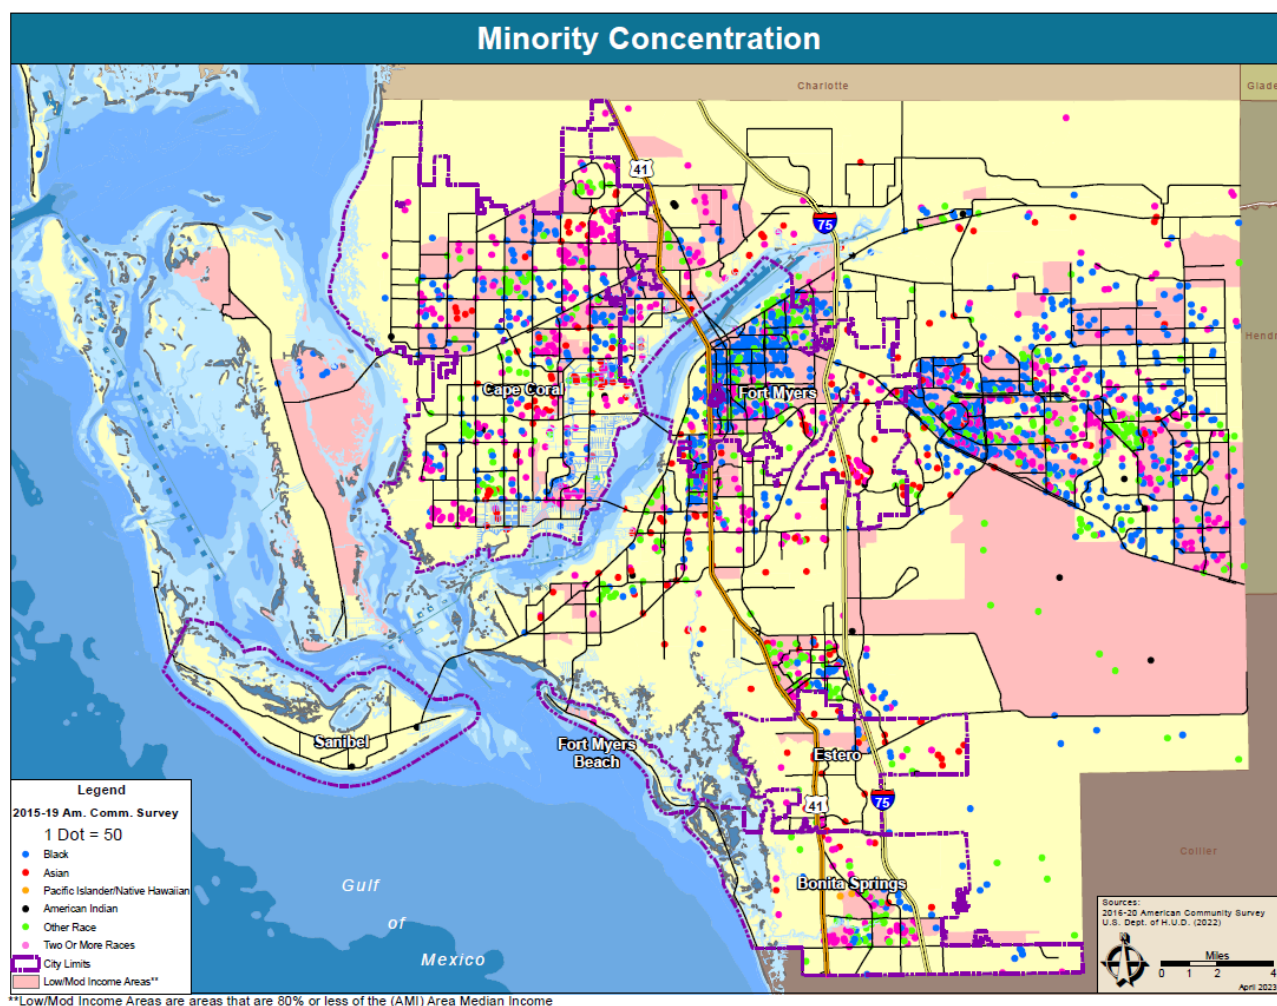 Minority Concentration
Charlotte
Glade
41
75
Hendr
Cape Coral
Fort Myers
Sanibel
Fort Myers
Beach
Estero
41
75
Collier
Bonita Springs
Gulf
of
Mexico
Legend
2015-19 Am. Comm. Survey
1 Dot = 50
Black
Asian
Pacific Islander/Native Hawaiian
American Indian
Other Race
Two Or More Races
City Limits
Low/Mod Income Areas**
Sources:
2016-20 American Community Survey
U.S. Dept. of H.U.D. (2022)
Miles
0 1 2 4
April 2023
**Low/Mod Income Areas are areas that are 80% or less of the (AMI) Area Median Income